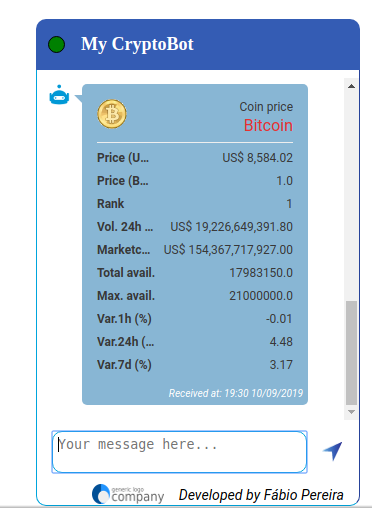 My CryptoBot
Coin price
Bitcoin
Price (U... US$ 8,584.02
Price (B... 1.0
Rank 1
Vol. 24h ... US$ 19,226,649,391.80
Marketc... US$ 154,367,717,927.00
Total avail. 17983150.0
Max. avail. 21000000.0
Var.1h (%) -0.01
Var.24h (... 4.48
Var.7d (%) 3.17
Received at: 19:30 10/09/2019
Your message here...
generic logo
company
Developed by Fábio Pereira